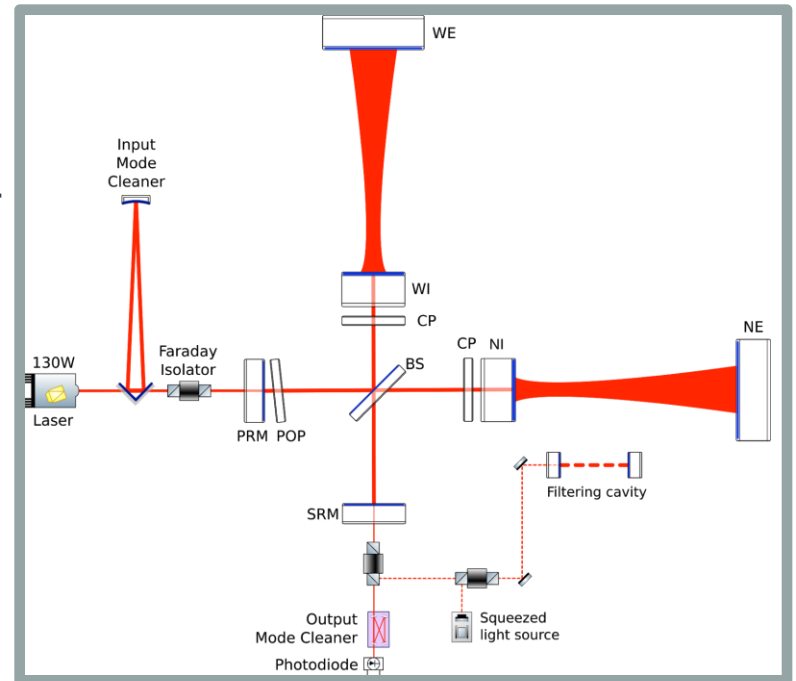 WE
Input
Mode
Cleaner
WI
CP
130W
Laser
Faraday
Isolator
PRM
POP
BS
CP
NI
NE
Filtering cavity
SRM
Output
Mode Cleaner
Squeezed
light source
Photodiode